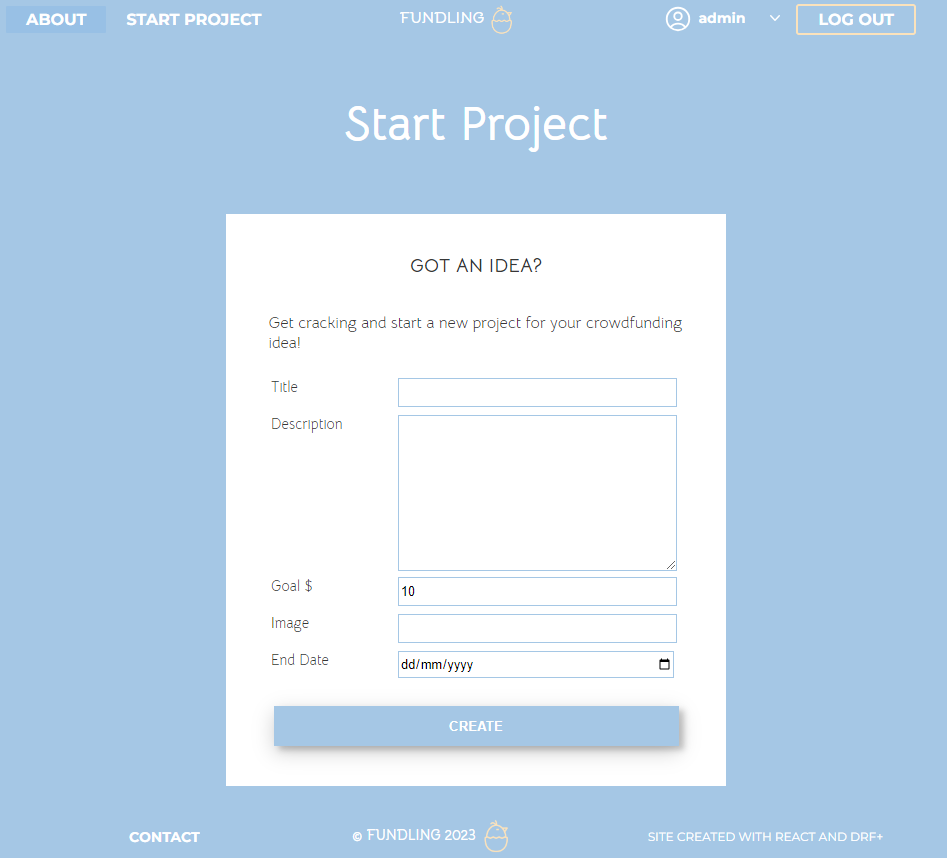 ABOUT START PROJECT FUNDLING admin LOG OUT
Start Project
GOT AN IDEA?
Get cracking and start a new project for your crowdfunding
idea!
Title
Description
Goal $ 10
Image
End Date dd/mm/yyyy
CREATE
CONTACT © FUNDLING 2023 SITE CREATED WITH REACT AND DRF+